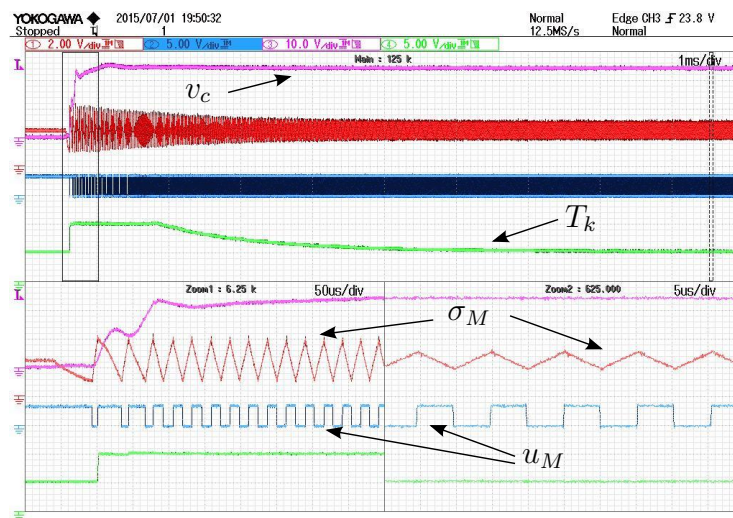 YOKOGAWA ◆ 2015/07/01 19:50:32 Normal Edge CH3 ƒ 23.8 V
Stopped 1 12.5MS/s Normal
1 2.00 V/div 2 5.00 V/div 3 10.0 V/div 4 5.00 V/div
Main : 125 k 1ms/div
v_c
T_k
Zoom1 : 6.25 k 50us/div Zoom2 : 625.000 5us/div
σ_M
u_M